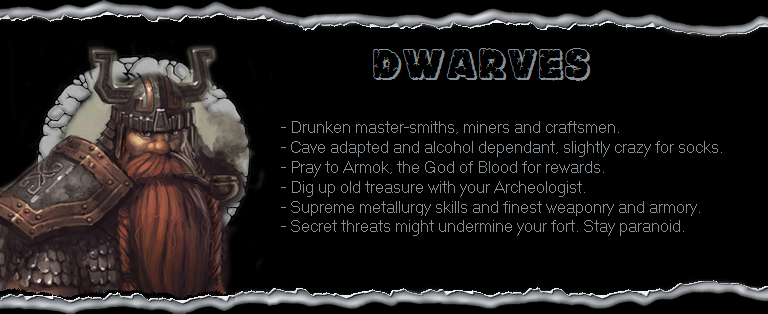 DWARVES
- Drunken master-smiths, miners and craftsmen.
- Cave adapted and alcohol dependant, slightly crazy for socks.
- Pray to Armok, the God of Blood for rewards.
- Dig up old treasure with your Archeologist.
- Supreme metallurgy skills and finest weaponry and armory.
- Secret threats might undermine your fort. Stay paranoid.